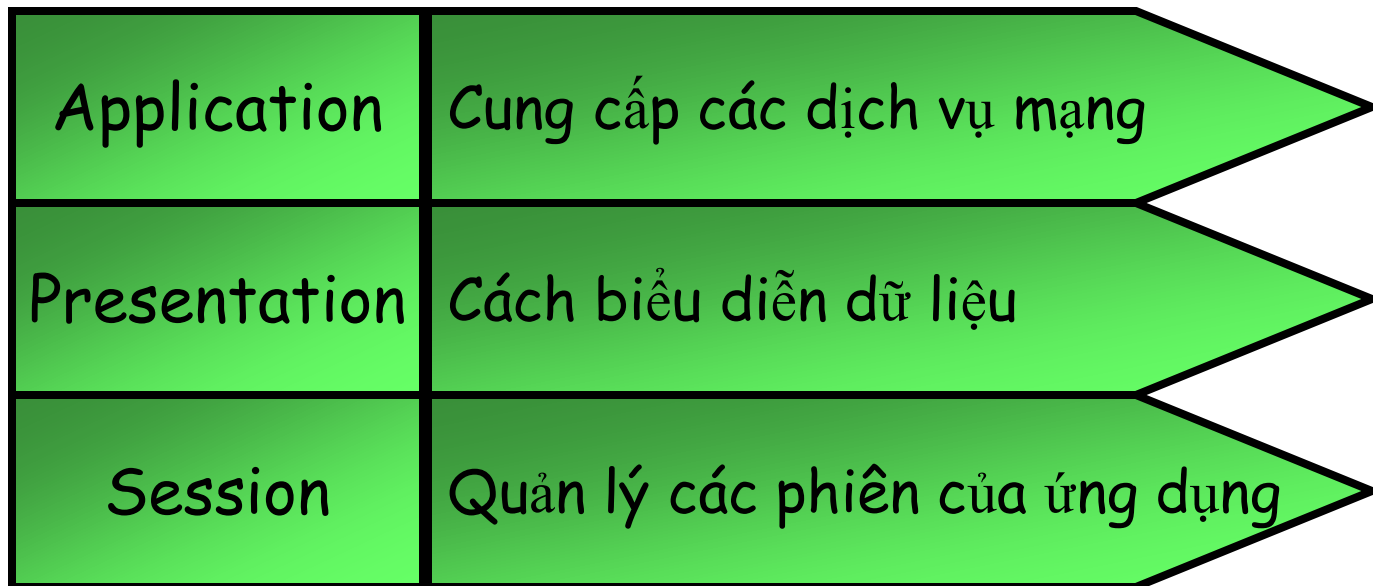 Application
Cung cấp các dịch vụ mạng
Presentation
Cách biểu diễn dữ liệu
Session
Quản lý các phiên của ứng dụng